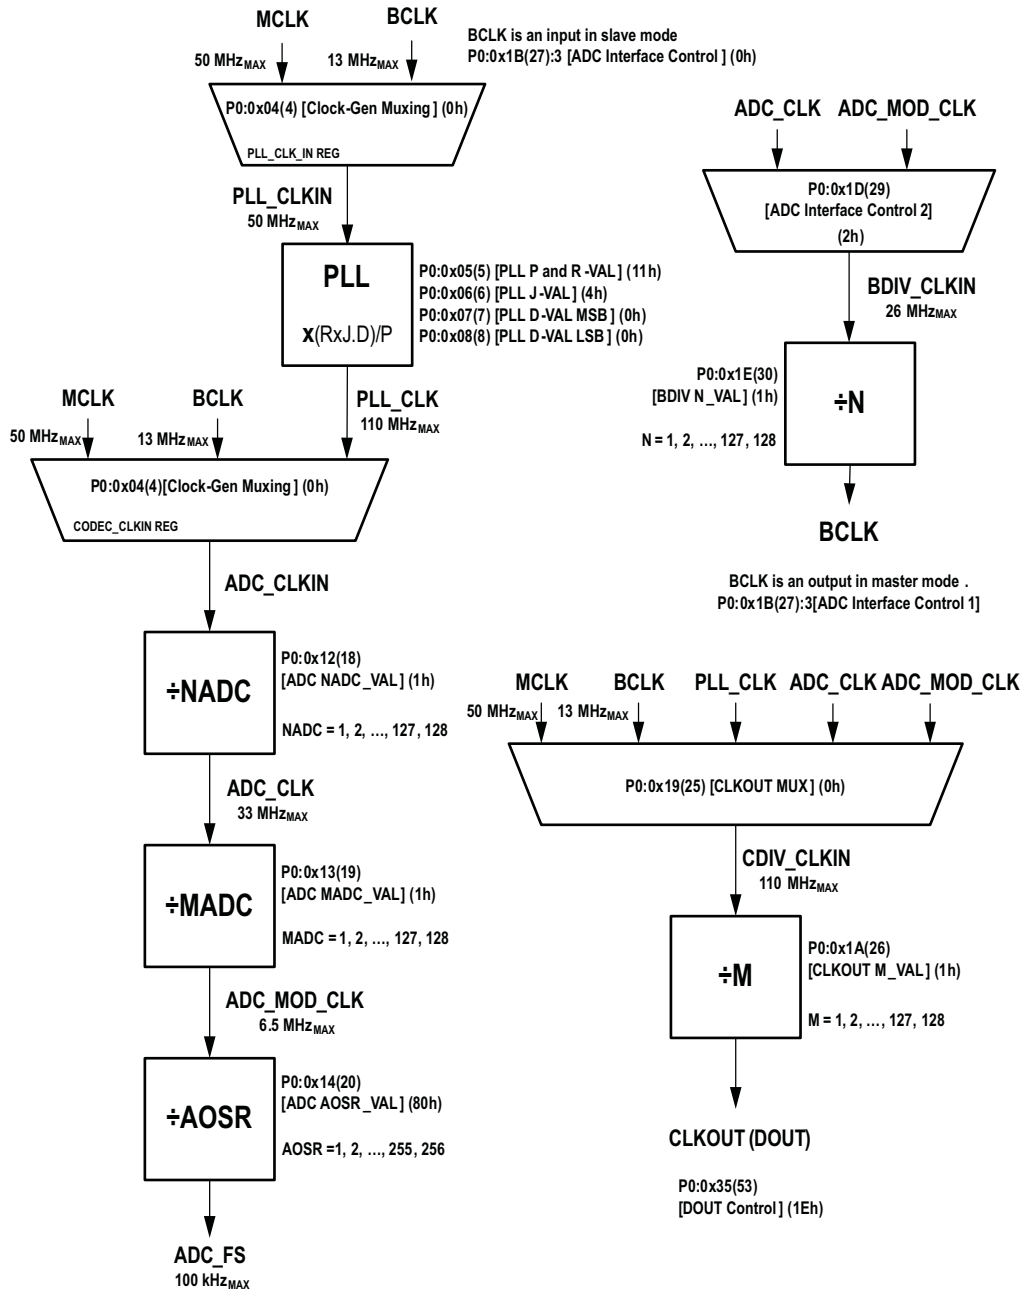 MCLK
BCLK
50 MHzMAX
13 MHzMAX
BCLK is an input in slave mode
P0:0x1B(27):3 [ADC Interface Control ] (0h)
P0:0x04(4) [Clock-Gen Muxing] (0h)
PLL_CLK_IN REG
PLL_CLKIN
50 MHzMAX
PLL
x(RxJ.D)/P
P0:0x05(5) [PLL P and R -VAL] (11h)
P0:0x06(6) [PLL J-VAL] (4h)
P0:0x07(7) [PLL D-VAL MSB] (0h)
P0:0x08(8) [PLL D-VAL LSB] (0h)
MCLK
BCLK
PLL_CLK
110 MHzMAX
50 MHzMAX
13 MHzMAX
P0:0x04(4)[Clock-Gen Muxing] (0h)
CODEC_CLKIN REG
ADC_CLKIN
÷NADC
P0:0x12(18)
[ADC NADC_VAL] (1h)
NADC = 1, 2, ..., 127, 128
ADC_CLK
33 MHzMAX
÷MADC
P0:0x13(19)
[ADC MADC_VAL] (1h)
MADC = 1, 2, ..., 127, 128
ADC_MOD_CLK
6.5 MHzMAX
÷AOSR
P0:0x14(20)
[ADC AOSR_VAL] (80h)
AOSR =1, 2, ..., 255, 256
ADC_FS
100 kHzMAX
ADC_CLK
ADC_MOD_CLK
P0:0x1D(29)
[ADC Interface Control 2]
(2h)
BDIV_CLKIN
26 MHzMAX
P0:0x1E(30)
[BDIV N_VAL] (1h)
N = 1, 2, ..., 127, 128
÷N
BCLK
BCLK is an output in master mode .
P0:0x1B(27):3[ADC Interface Control 1]
MCLK
BCLK
PLL_CLK
ADC_CLK
ADC_MOD_CLK
50 MHzMAX
13 MHzMAX
P0:0x19(25) [CLKOUT MUX] (0h)
CDIV_CLKIN
110 MHzMAX
÷M
P0:0x1A(26)
[CLKOUT M_VAL] (1h)
M = 1, 2, ..., 127, 128
CLKOUT (DOUT)
P0:0x35(53)
[DOUT Control] (1Eh)